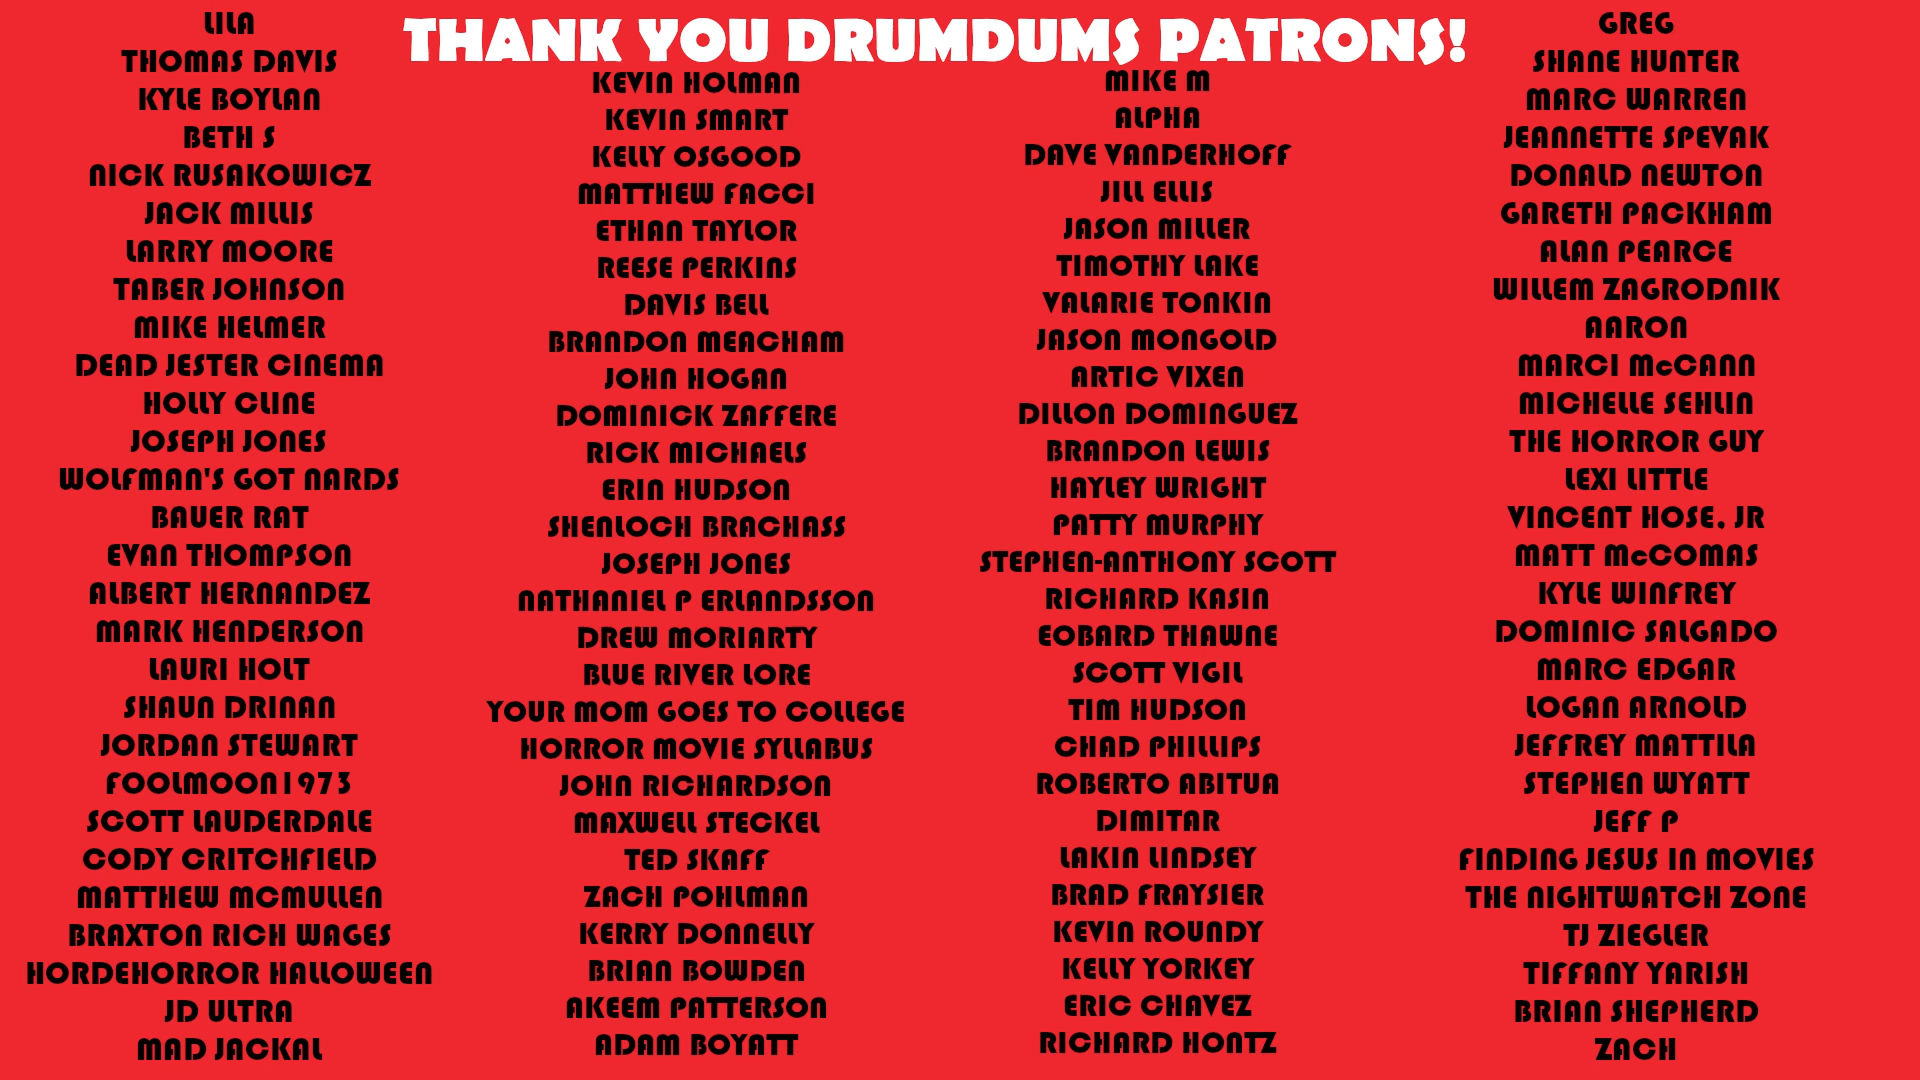 THANK YOU DRUMDUMS PATRONS!
LILA
THOMAS DAVIS
KYLE BOYLAN
BETH S
NICK RUSAKOWICZ
JACK MILLIS
LARRY MOORE
TABER JOHNSON
MIKE HELMER
DEAD JESTER CINEMA
HOLLY CLINE
JOSEPH JONES
WOLFMAN'S GOT NARDS
BAUER RAT
EVAN THOMPSON
ALBERT HERNANDEZ
MARK HENDERSON
LAURI HOLT
SHAUN DRINAN
JORDAN STEWART
FOOLMOON1973
SCOTT LAUDERDALE
CODY CRITCHFIELD
MATTHEW MCMULLEN
BRAXTON RICH WAGES
HORDEHORROR HALLOWEEN
JD ULTRA
MAD JACKAL
KEVIN HOLMAN
KEVIN SMART
KELLY OSGOOD
MATTHEW FACCI
ETHAN TAYLOR
REESE PERKINS
DAVIS BELL
BRANDON MEACHAM
JOHN HOGAN
DOMINICK ZAFFERE
RICK MICHAELS
ERIN HUDSON
SHENLOCH BRACHASS
JOSEPH JONES
NATHANIEL P ERLANDSSON
DREW MORIARTY
BLUE RIVER LORE
YOUR MOM GOES TO COLLEGE
HORROR MOVIE SYLLABUS
JOHN RICHARDSON
MAXWELL STECKEL
TED SKAFF
ZACH POHLMAN
KERRY DONNELLY
BRIAN BOWDEN
AKEEM PATTERSON
ADAM BOYATT
MIKE M
ALPHA
DAVE VANDERHOFF
JILL ELLIS
JASON MILLER
TIMOTHY LAKE
VALARIE TONKIN
JASON MONGOLD
ARTIC VIXEN
DILLON DOMINGUEZ
BRANDON LEWIS
HAYLEY WRIGHT
PATTY MURPHY
STEPHEN-ANTHONY SCOTT
RICHARD KASIN
EOBARD THAWNE
SCOTT VIGIL
TIM HUDSON
CHAD PHILLIPS
ROBERTO ABITUA
DIMITAR
LAKIN LINDSEY
BRAD FRAYSIER
KEVIN ROUNDY
KELLY YORKEY
ERIC CHAVEZ
RICHARD HONTZ
GREG
SHANE HUNTER
MARC WARREN
JEANNETTE SPEVAK
DONALD NEWTON
GARETH PACKHAM
ALAN PEARCE
WILLEM ZAGRODNIK
AARON
MARCI McCANN
MICHELLE SEHLIN
THE HORROR GUY
LEXI LITTLE
VINCENT HOSE, JR
MATT McCOMAS
KYLE WINFREY
DOMINIC SALGADO
MARC EDGAR
LOGAN ARNOLD
JEFFREY MATTILA
STEPHEN WYATT
JEFF P
FINDING JESUS IN MOVIES
THE NIGHTWATCH ZONE
TJ ZIEGLER
TIFFANY YARISH
BRIAN SHEPHERD
ZACH